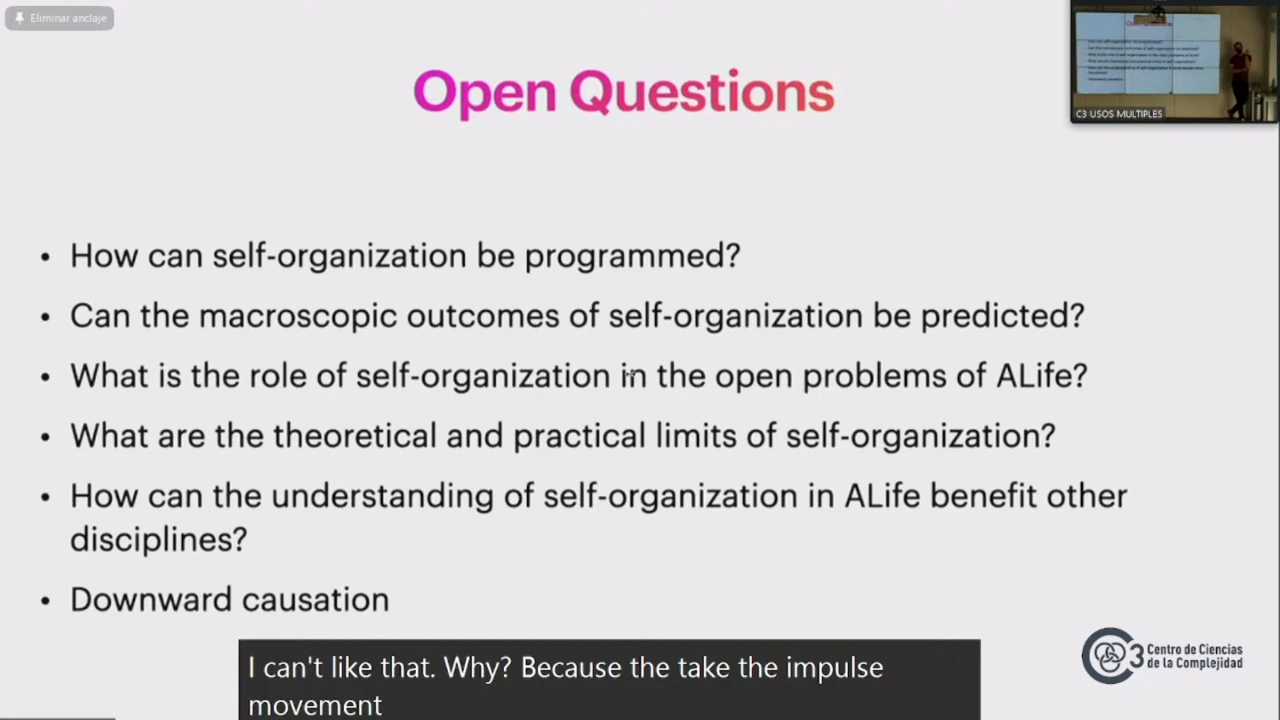 Eliminar anclaje
Open Questions
C3 USOS MULTIPLES
• How can self-organization be programmed?
• Can the macroscopic outcomes of self-organization be predicted?
• What is the role of self-organization in the open problems of ALife?
• What are the theoretical and practical limits of self-organization?
• How can the understanding of self-organization in ALife benefit other
disciplines?
• Downward causation
C3 Centro de Ciencias
de la Complejidad
I can't like that. Why? Because the take the impulse
movement